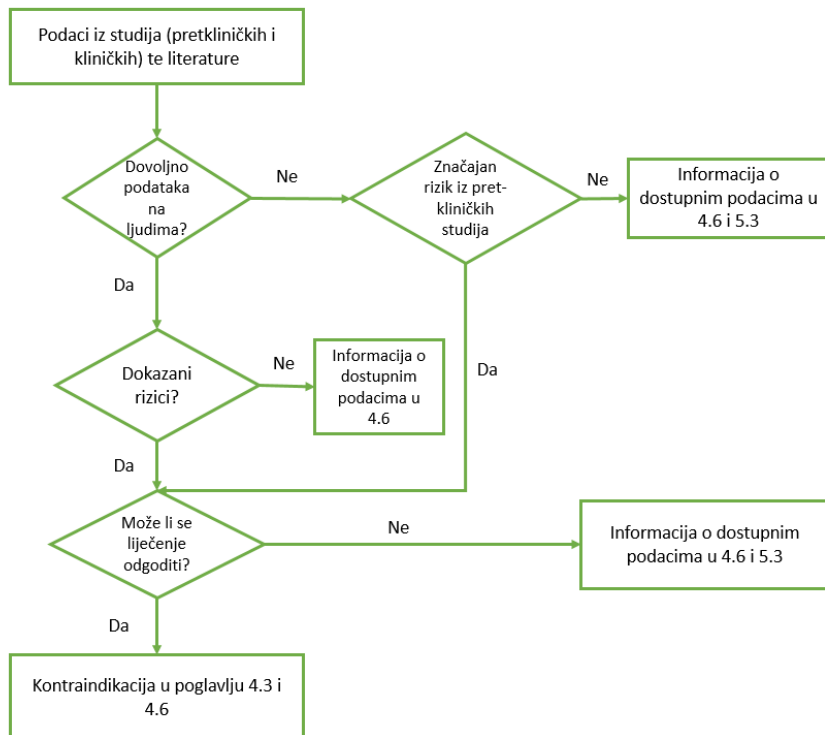 Podaci iz studija (pretkliničkih i
kliničkih) te literature
Dovoljno
podataka
na
ljudima?
Ne
Značajan
rizik iz pret-
kliničkih
studija
Ne
Informacija o
dostupnim podacima u
4.6 i 5.3
Da
Dokazani
rizici?
Ne
Informacija o
dostupnim
podacima u
4.6
Da
Da
Može li se
liječenje
odgoditi?
Ne
Informacija o dostupnim
podacima u 4.6 i 5.3
Da
Kontraindikacija u poglavlju 4.3 i
4.6